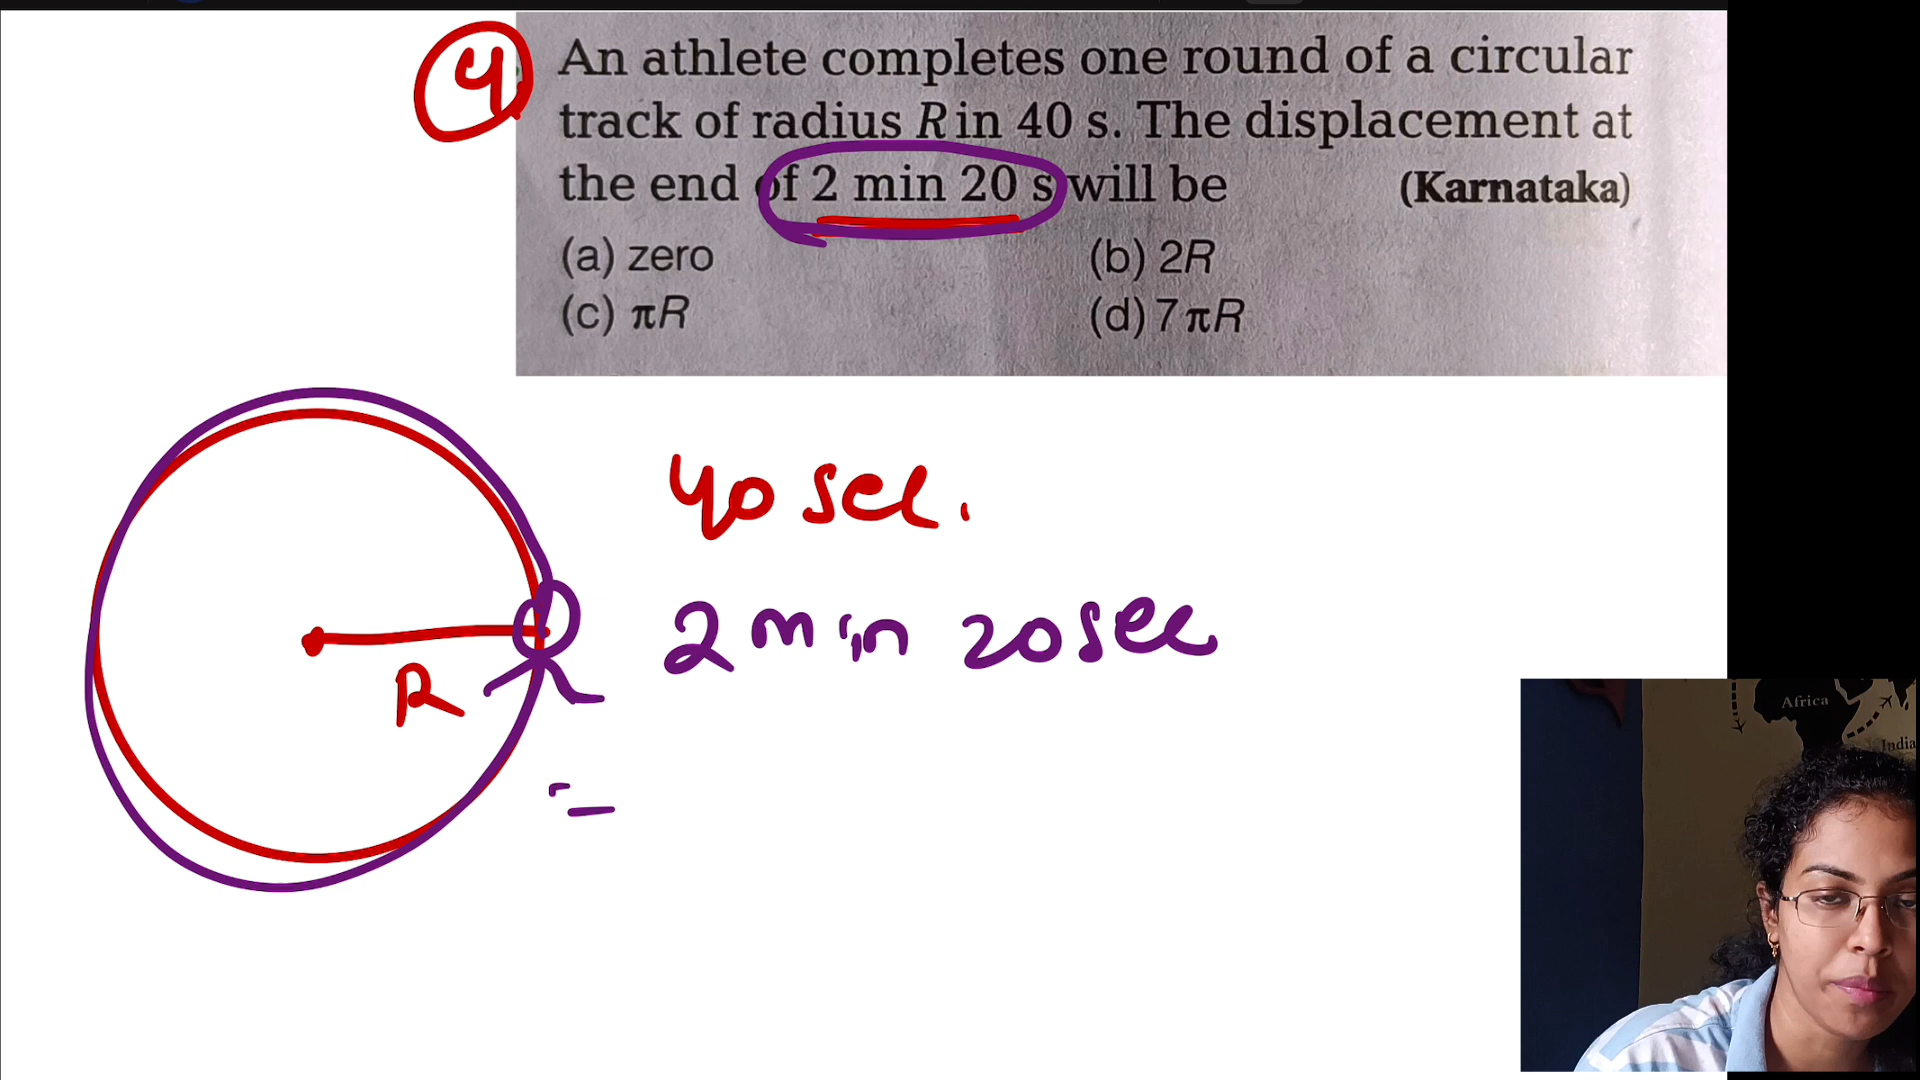 4
An athlete completes one round of a circular
track of radius R in 40 s. The displacement at
the end of 2 min 20 s will be (Karnataka)
(a) zero (b) 2R
(c) πR (d) 7πR
40 sec.
2 min 20 sec
R
=
Africa
India